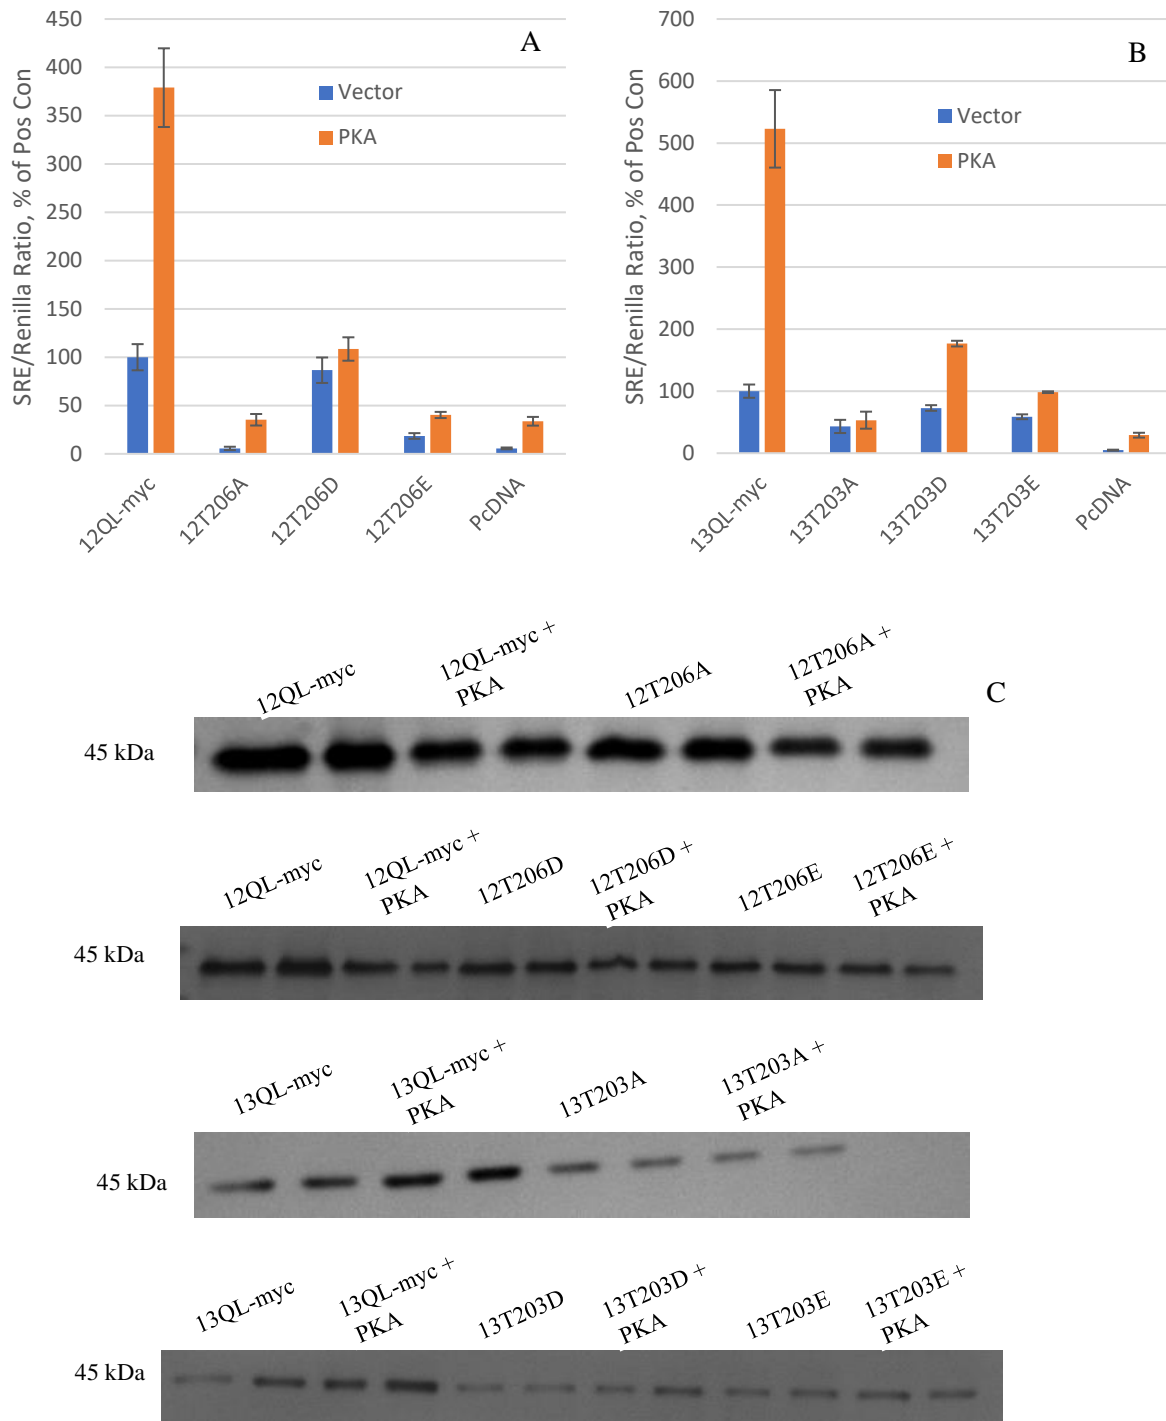 A
SRE/Renilla Ratio, % of Pos Con
450
400
350
300
250
200
150
100
50
0
Vector
PKA
12QL-myc
12T206A
12T206D
12T206E
PcDNA
B
SRE/Renilla Ratio, % of Pos Con
700
600
500
400
300
200
100
0
Vector
PKA
13QL-myc
13T203A
13T203D
13T203E
PcDNA
C
12QL-myc
12QL-myc +
PKA
12T206A
12T206A +
PKA
45 kDa
12QL-myc
12QL-myc +
PKA
12T206D
12T206D +
PKA
12T206E
12T206E +
PKA
45 kDa
13QL-myc
13QL-myc +
PKA
13T203A
13T203A +
PKA
45 kDa
13QL-myc
13QL-myc +
PKA
13T203D
13T203D +
PKA
13T203E
13T203E +
PKA
45 kDa